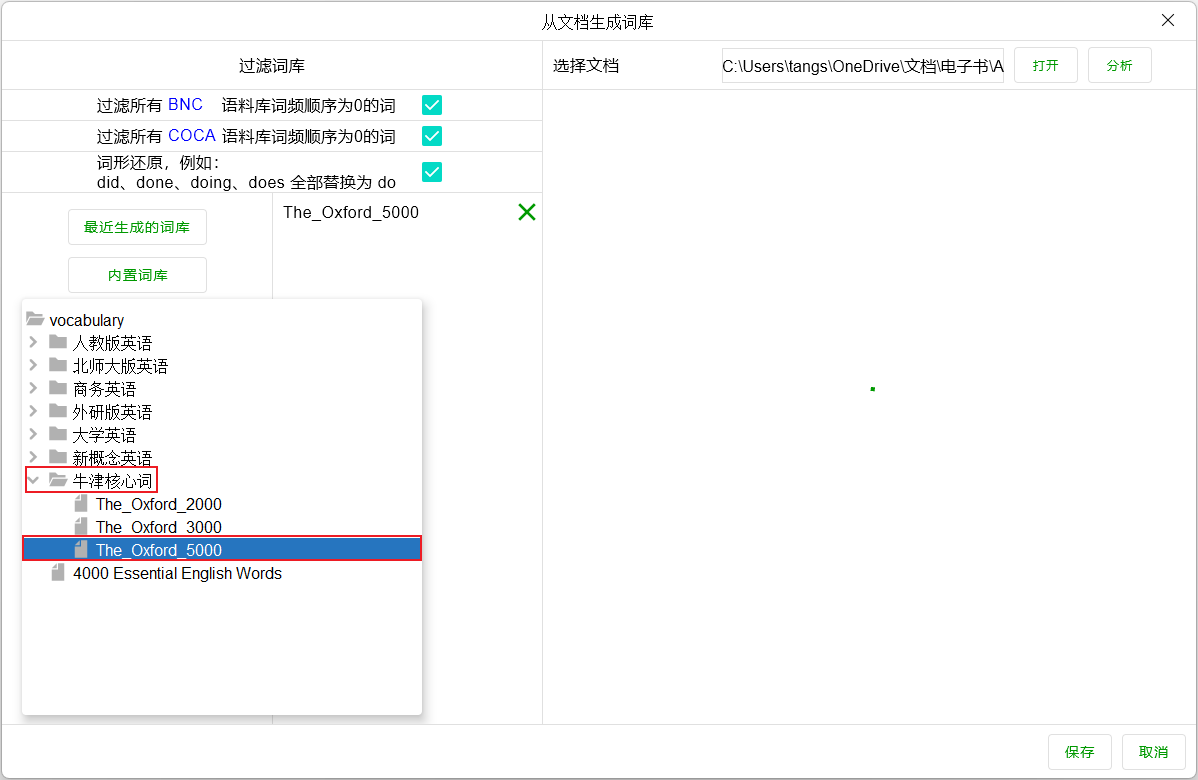 从文档生成词库
过滤词库
选择文档
C:\Users\tangs\OneDrive\文档\电子书\A
打开
分析
过滤所有 BNC 语料库词频顺序为0的词
过滤所有 COCA 语料库词频顺序为0的词
词形还原，例如：
did、done、doing、does 全部替换为 do
最近生成的词库
内置词库
The_Oxford_5000
vocabulary
人教版英语
北师大版英语
商务英语
外研版英语
大学英语
新概念英语
牛津核心词
The_Oxford_2000
The_Oxford_3000
The_Oxford_5000
4000 Essential English Words
保存
取消